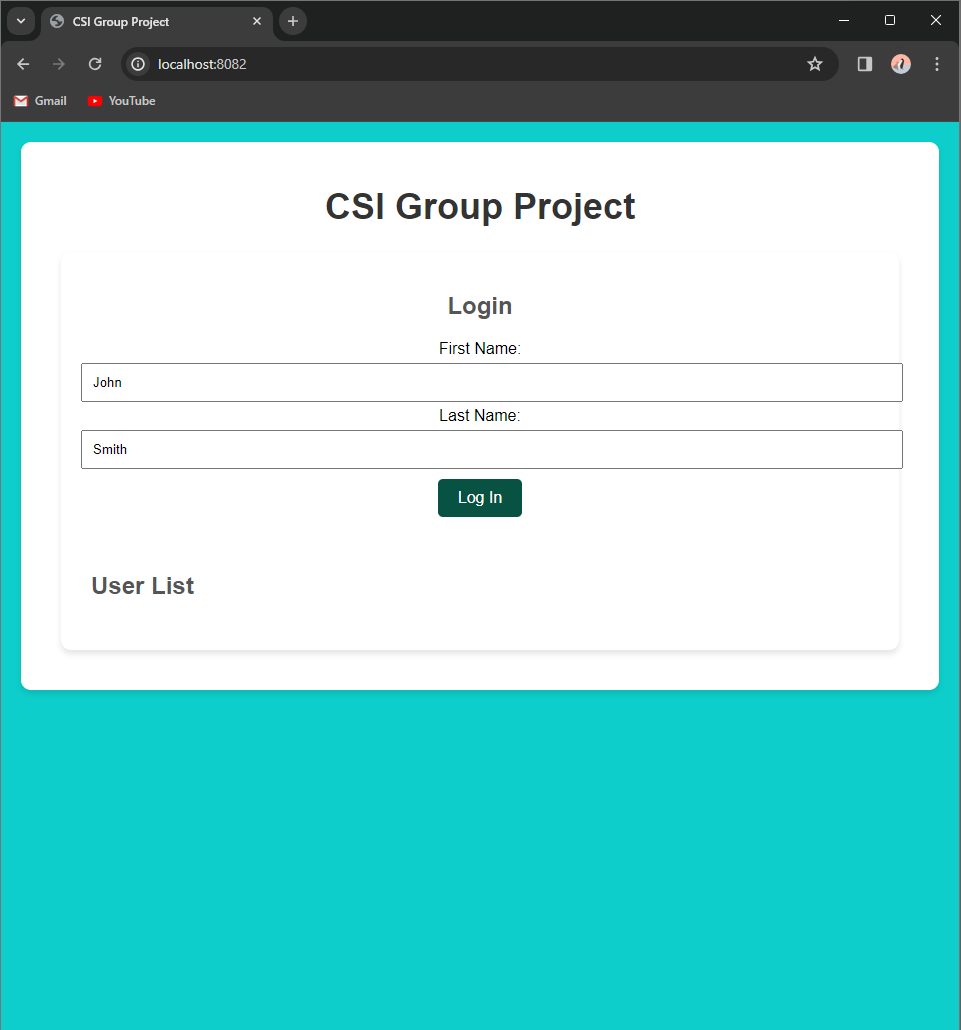 CSI Group Project
localhost:8082
Gmail YouTube
CSI Group Project
Login
First Name:
John
Last Name:
Smith
Log In
User List